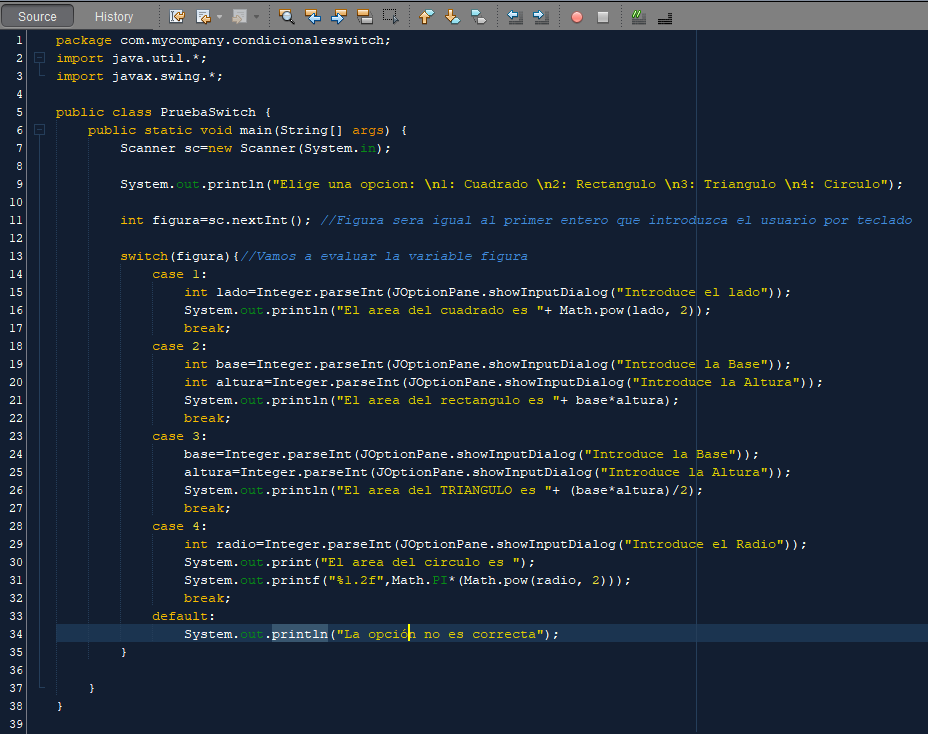 Source History
1 package com.mycompany.condicionalesswitch;
2 import java.util.*;
3 import javax.swing.*;
4
5 public class PruebaSwitch {
6 public static void main(String[] args) {
7 Scanner sc=new Scanner(System.in);
8
9 System.out.println("Elige una opcion: \n1: Cuadrado \n2: Rectangulo \n3: Triangulo \n4: Circulo");
10
11 int figura=sc.nextInt(); //Figura sera igual al primer entero que introduzca el usuario por teclado
12
13 switch(figura){//Vamos a evaluar la variable figura
14 case 1:
15 int lado=Integer.parseInt(JOptionPane.showInputDialog("Introduce el lado"));
16 System.out.println("El area del cuadrado es "+ Math.pow(lado, 2));
17 break;
18 case 2:
19 int base=Integer.parseInt(JOptionPane.showInputDialog("Introduce la Base"));
20 int altura=Integer.parseInt(JOptionPane.showInputDialog("Introduce la Altura"));
21 System.out.println("El area del rectangulo es "+ base*altura);
22 break;
23 case 3:
24 base=Integer.parseInt(JOptionPane.showInputDialog("Introduce la Base"));
25 altura=Integer.parseInt(JOptionPane.showInputDialog("Introduce la Altura"));
26 System.out.println("El area del TRIANGULO es "+ (base*altura)/2);
27 break;
28 case 4:
29 int radio=Integer.parseInt(JOptionPane.showInputDialog("Introduce el Radio"));
30 System.out.print("El area del circulo es ");
31 System.out.printf("%1.2f",Math.PI*(Math.pow(radio, 2)));
32 break;
33 default:
34 System.out.println("La opción no es correcta");
35 }
36
37 }
38 }
39